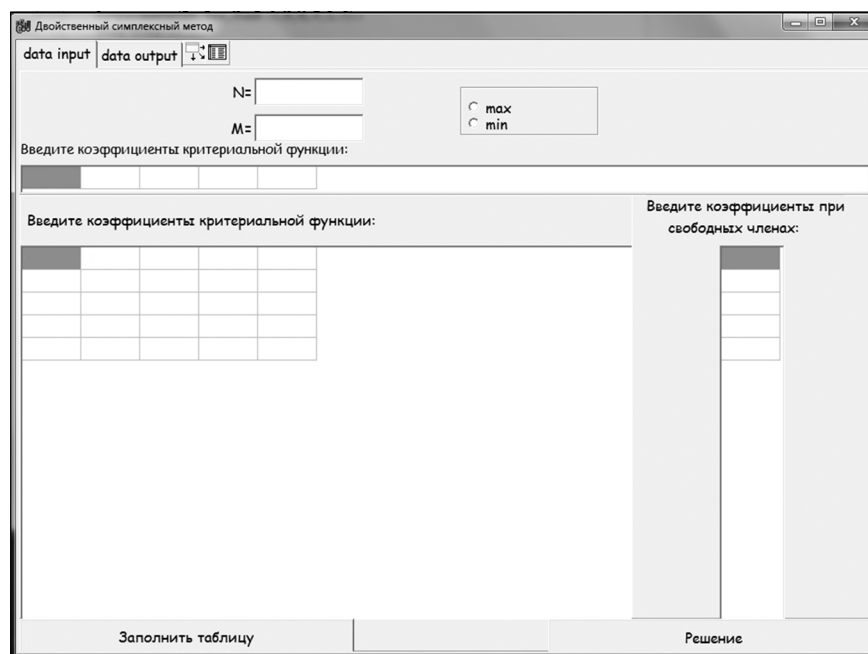 Двойственный симплексный метод
data input data output
N=
max
M=
min
Введите коэффициенты критериальной функции:
Введите коэффициенты критериальной функции:
Введите коэффициенты при
свободных членах:
Заполнить таблицу
Решение